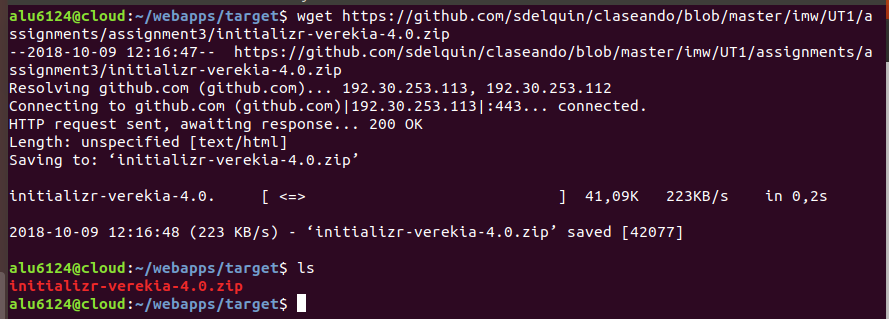 alu6124@cloud:~/webapps/target$ wget https://github.com/sdelquin/claseando/blob/master/imw/UT1/a
ssignments/assignment3/initializr-verekia-4.0.zip
--2018-10-09 12:16:47--  https://github.com/sdelquin/claseando/blob/master/imw/UT1/assignments/a
ssignment3/initializr-verekia-4.0.zip
Resolving github.com (github.com)... 192.30.253.113, 192.30.253.112
Connecting to github.com (github.com)|192.30.253.113|:443... connected.
HTTP request sent, awaiting response... 200 OK
Length: unspecified [text/html]
Saving to: ‘initializr-verekia-4.0.zip’
initializr-verekia-4.0.     [ <=>                             ]  41,09K   223KB/s    in 0,2s
2018-10-09 12:16:48 (223 KB/s) - ‘initializr-verekia-4.0.zip’ saved [42077]
alu6124@cloud:~/webapps/target$ ls
initializr-verekia-4.0.zip
alu6124@cloud:~/webapps/target$